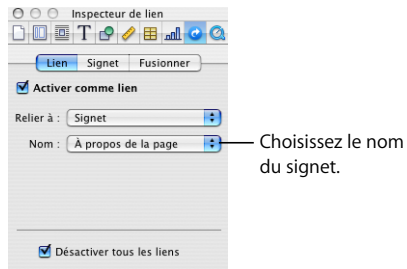 Inspecteur de lien
T
Lien Signet Fusionner
Activer comme lien
Relier à : Signet
Nom : À propos de la page
Choisissez le nom
du signet.
Désactiver tous les liens